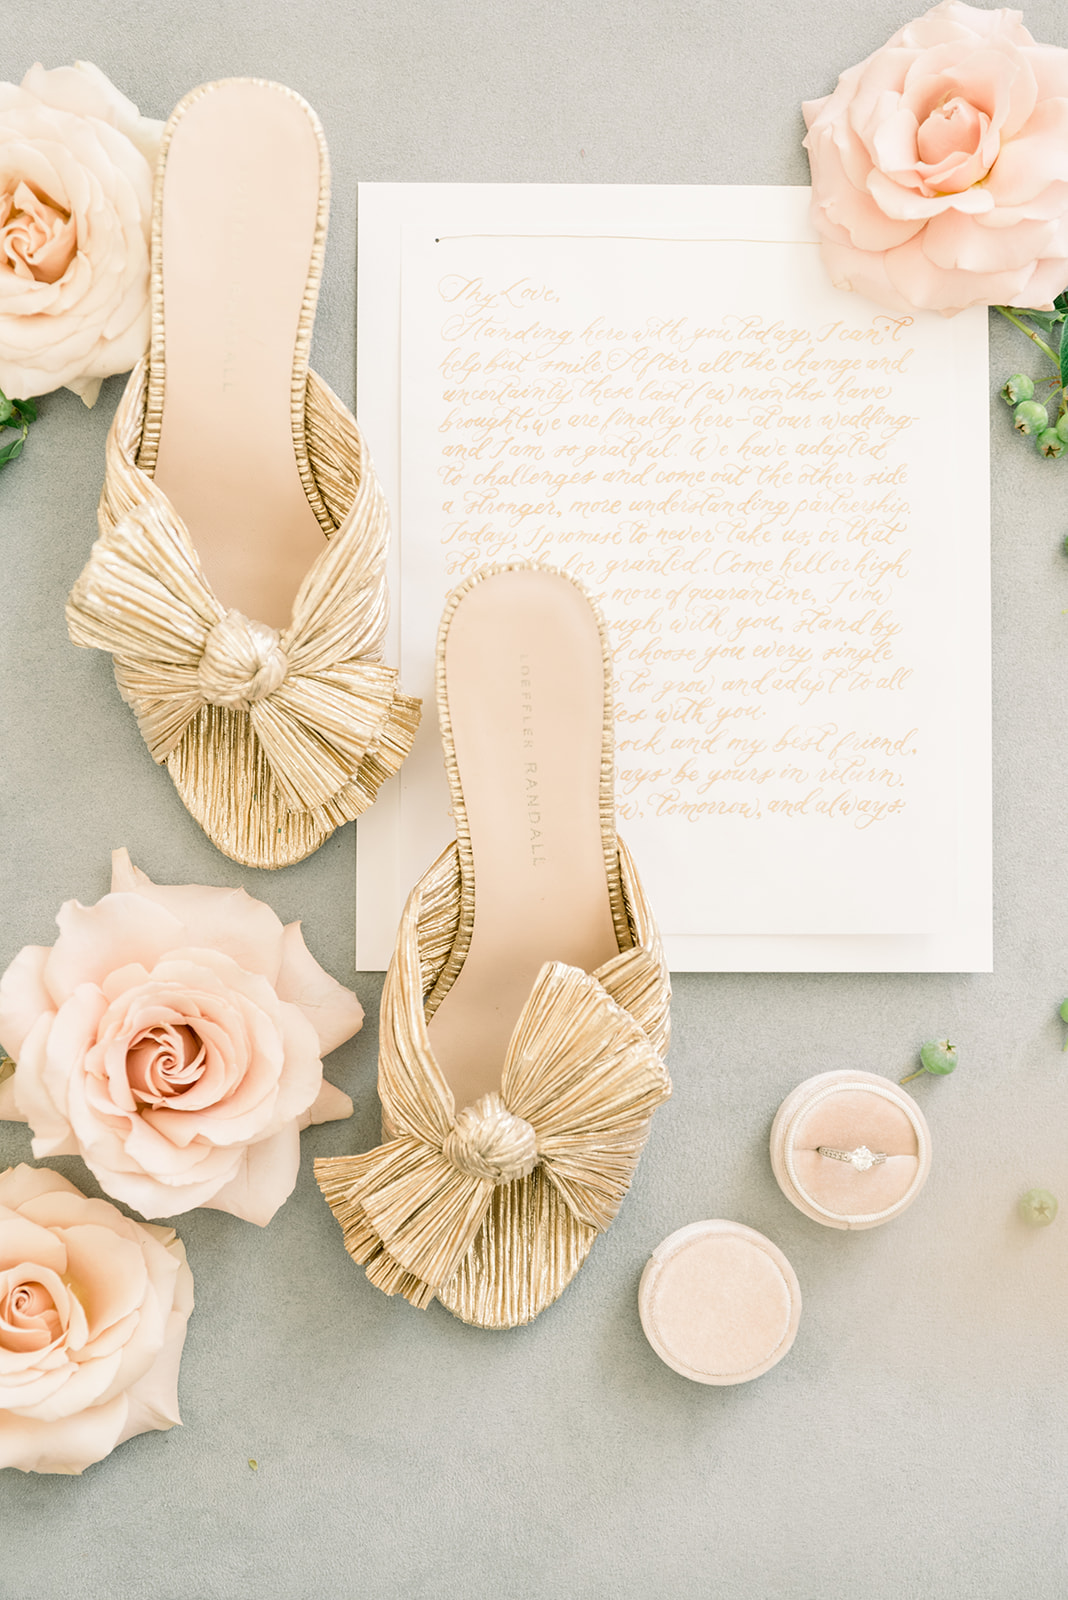 My Love,
Standing here with you today, I can't
help but smile. After all the change and
uncertainty these last few months have
brought, we are finally here – at our wedding –
and I am so grateful. We have adapted
to challenges and come out the other side
a stronger, more understanding partnership.
Today, I promise to never take us, or that
for granted. Come hell or high
more of quarantine, I vow
with you, stand by
choose you every single
to grow and adapt to all
with you.
rock and my best friend,
be yours in return.
tomorrow, and always.
LOEFFLER RANDALL